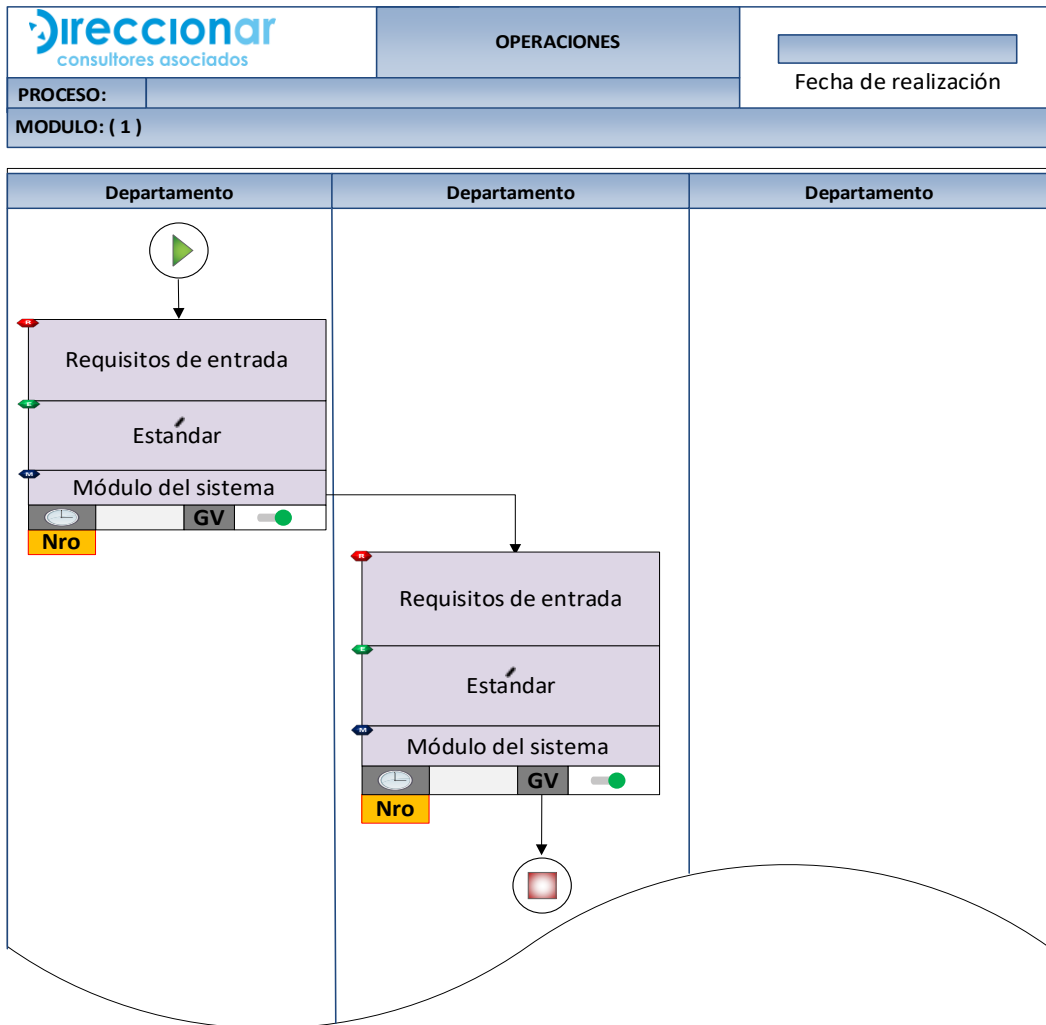 Direccionar
consultores asociados
OPERACIONES
Fecha de realización
PROCESO:
MODULO: ( 1 )
Departamento
Departamento
Departamento
R
Requisitos de entrada
E
Estandar
M
Módulo del sistema
GV
Nro
R
Requisitos de entrada
E
Estandar
M
Módulo del sistema
GV
Nro